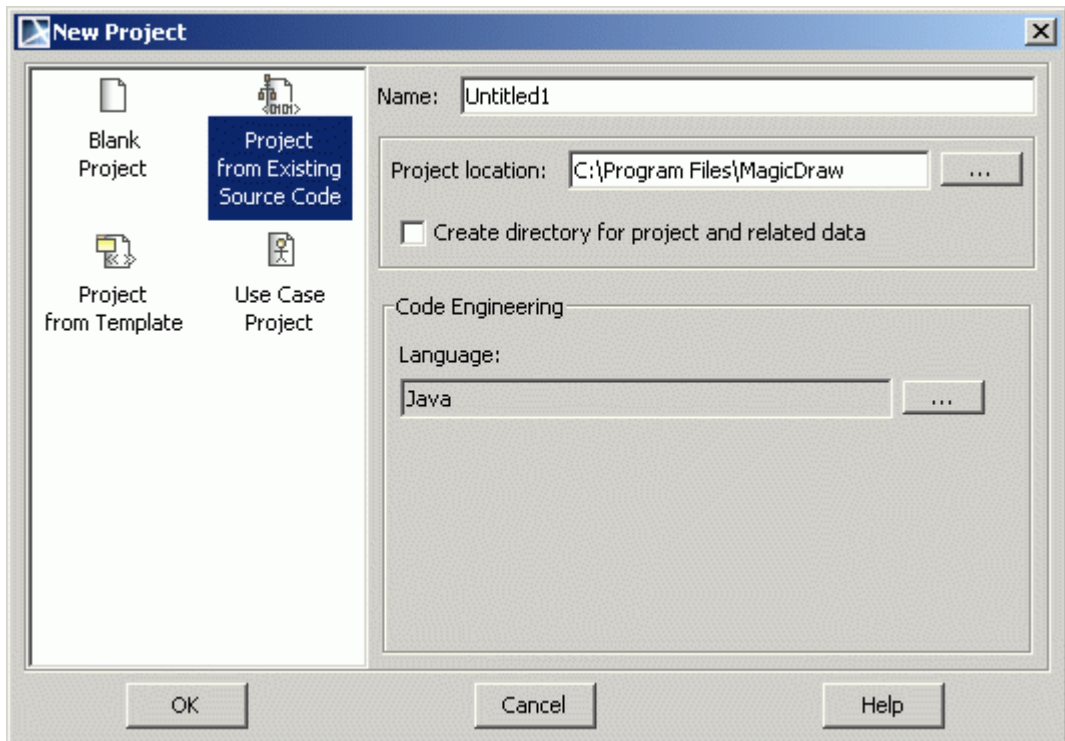 New Project
Blank
Project
Project
from Existing
Source Code
Project
from Template
Use Case
Project
Name: Untitled1
Project location: C:\Program Files\MagicDraw ...
Create directory for project and related data
Code Engineering
Language:
Java ...
OK Cancel Help